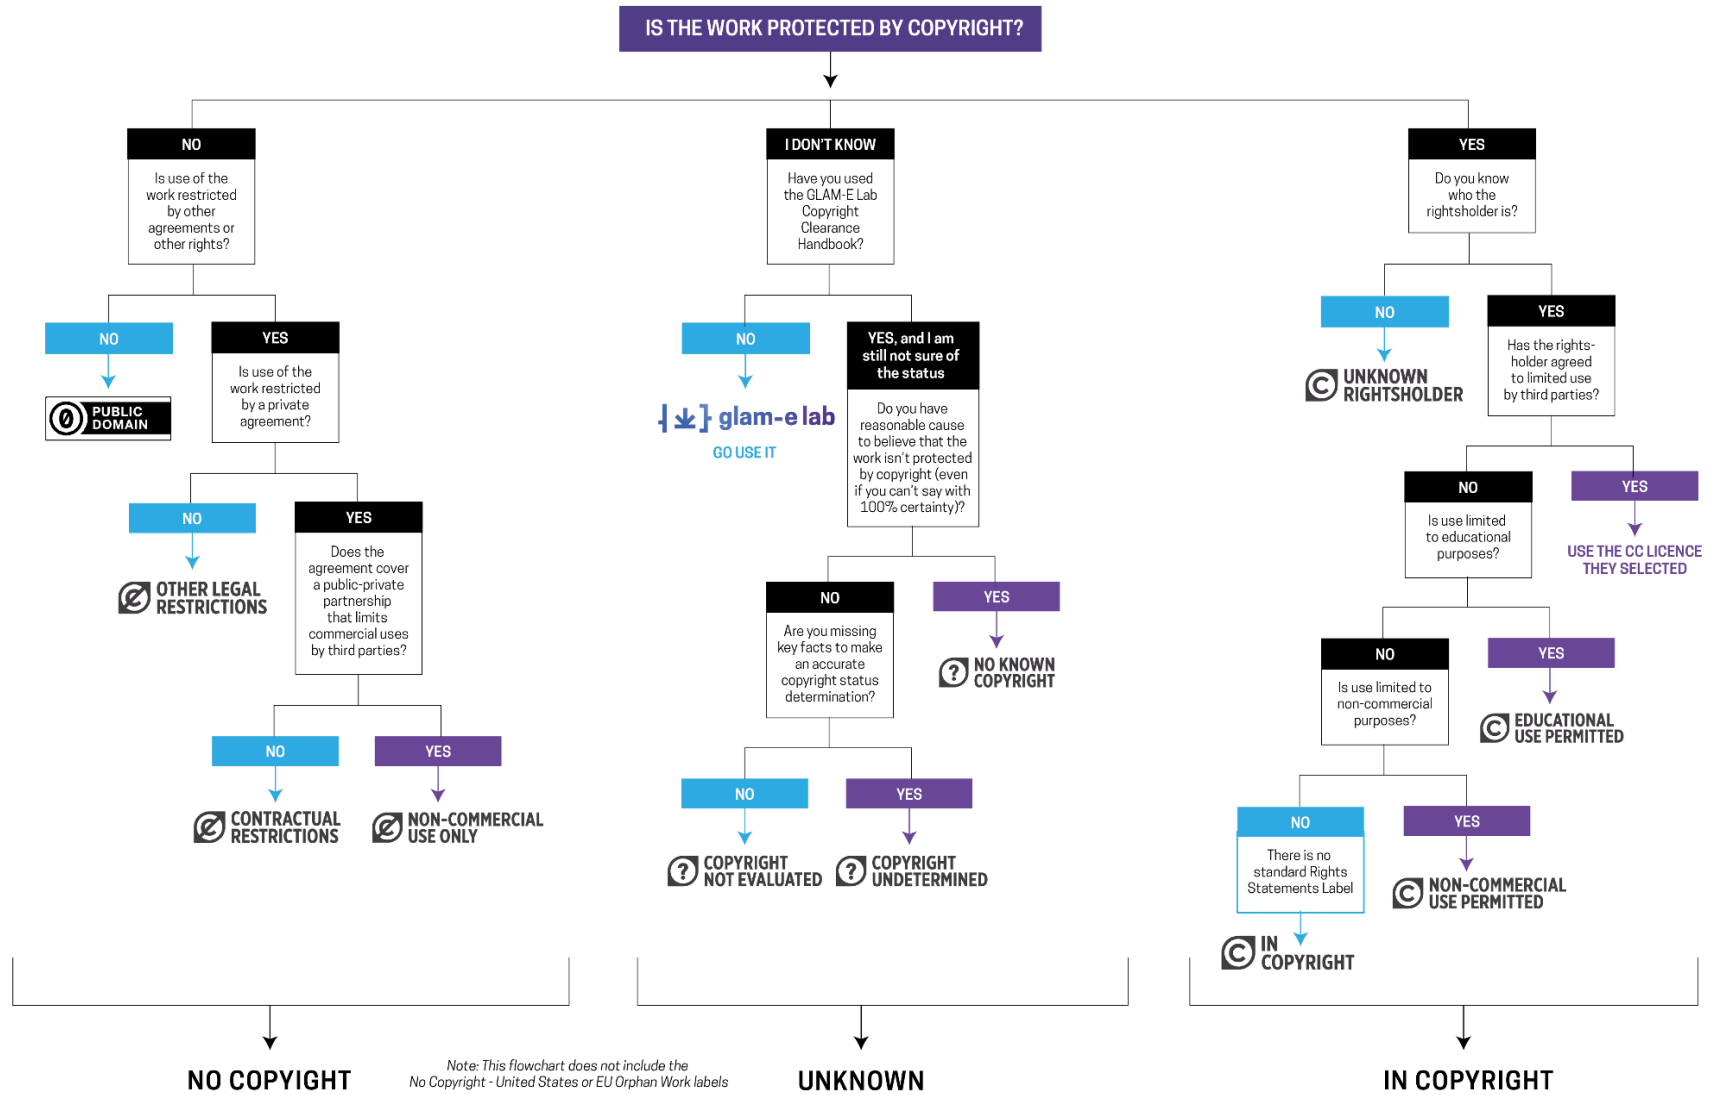 IS THE WORK PROTECTED BY COPYRIGHT?
NO
Is use of the
work restricted
by other
agreements or
other rights?
NO
PUBLIC
DOMAIN
YES
Is use of the
work restricted
by a private
agreement?
NO
OTHER LEGAL
RESTRICTIONS
YES
Does the
agreement cover
a public-private
partnership
that limits
commercial uses
by third parties?
NO
CONTRACTUAL
RESTRICTIONS
YES
NON-COMMERCIAL
USE ONLY
NO COPYIGHT
I DON'T KNOW
Have you used
the GLAM-E Lab
Copyright
Clearance
Handbook?
NO
glam-e lab
GO USE IT
YES, and I am
still not sure of
the status
Do you have
reasonable cause
to believe that the
work isn't protected
by copyright (even
if you can't say with
100% certainty)?
NO
Are you missing
key facts to make
an accurate
copyright status
determination?
YES
? NO KNOWN
COPYRIGHT
NO
? COPYRIGHT
NOT EVALUATED
YES
? COPYRIGHT
UNDETERMINED
UNKNOWN
YES
Do you know
who the
rightsholder is?
NO
C UNKNOWN
RIGHTSHOLDER
YES
Has the rights-
holder agreed
to limited use
by third parties?
NO
Is use limited
to educational
purposes?
YES
USE THE CC LICENCE
THEY SELECTED
NO
Is use limited to
non-commercial
purposes?
YES
C EDUCATIONAL
USE PERMITTED
NO
There is no
standard Rights
Statements Label
C IN
COPYRIGHT
YES
C NON-COMMERCIAL
USE PERMITTED
IN COPYRIGHT
Note: This flowchart does not include the
No Copyright - United States or EU Orphan Work labels